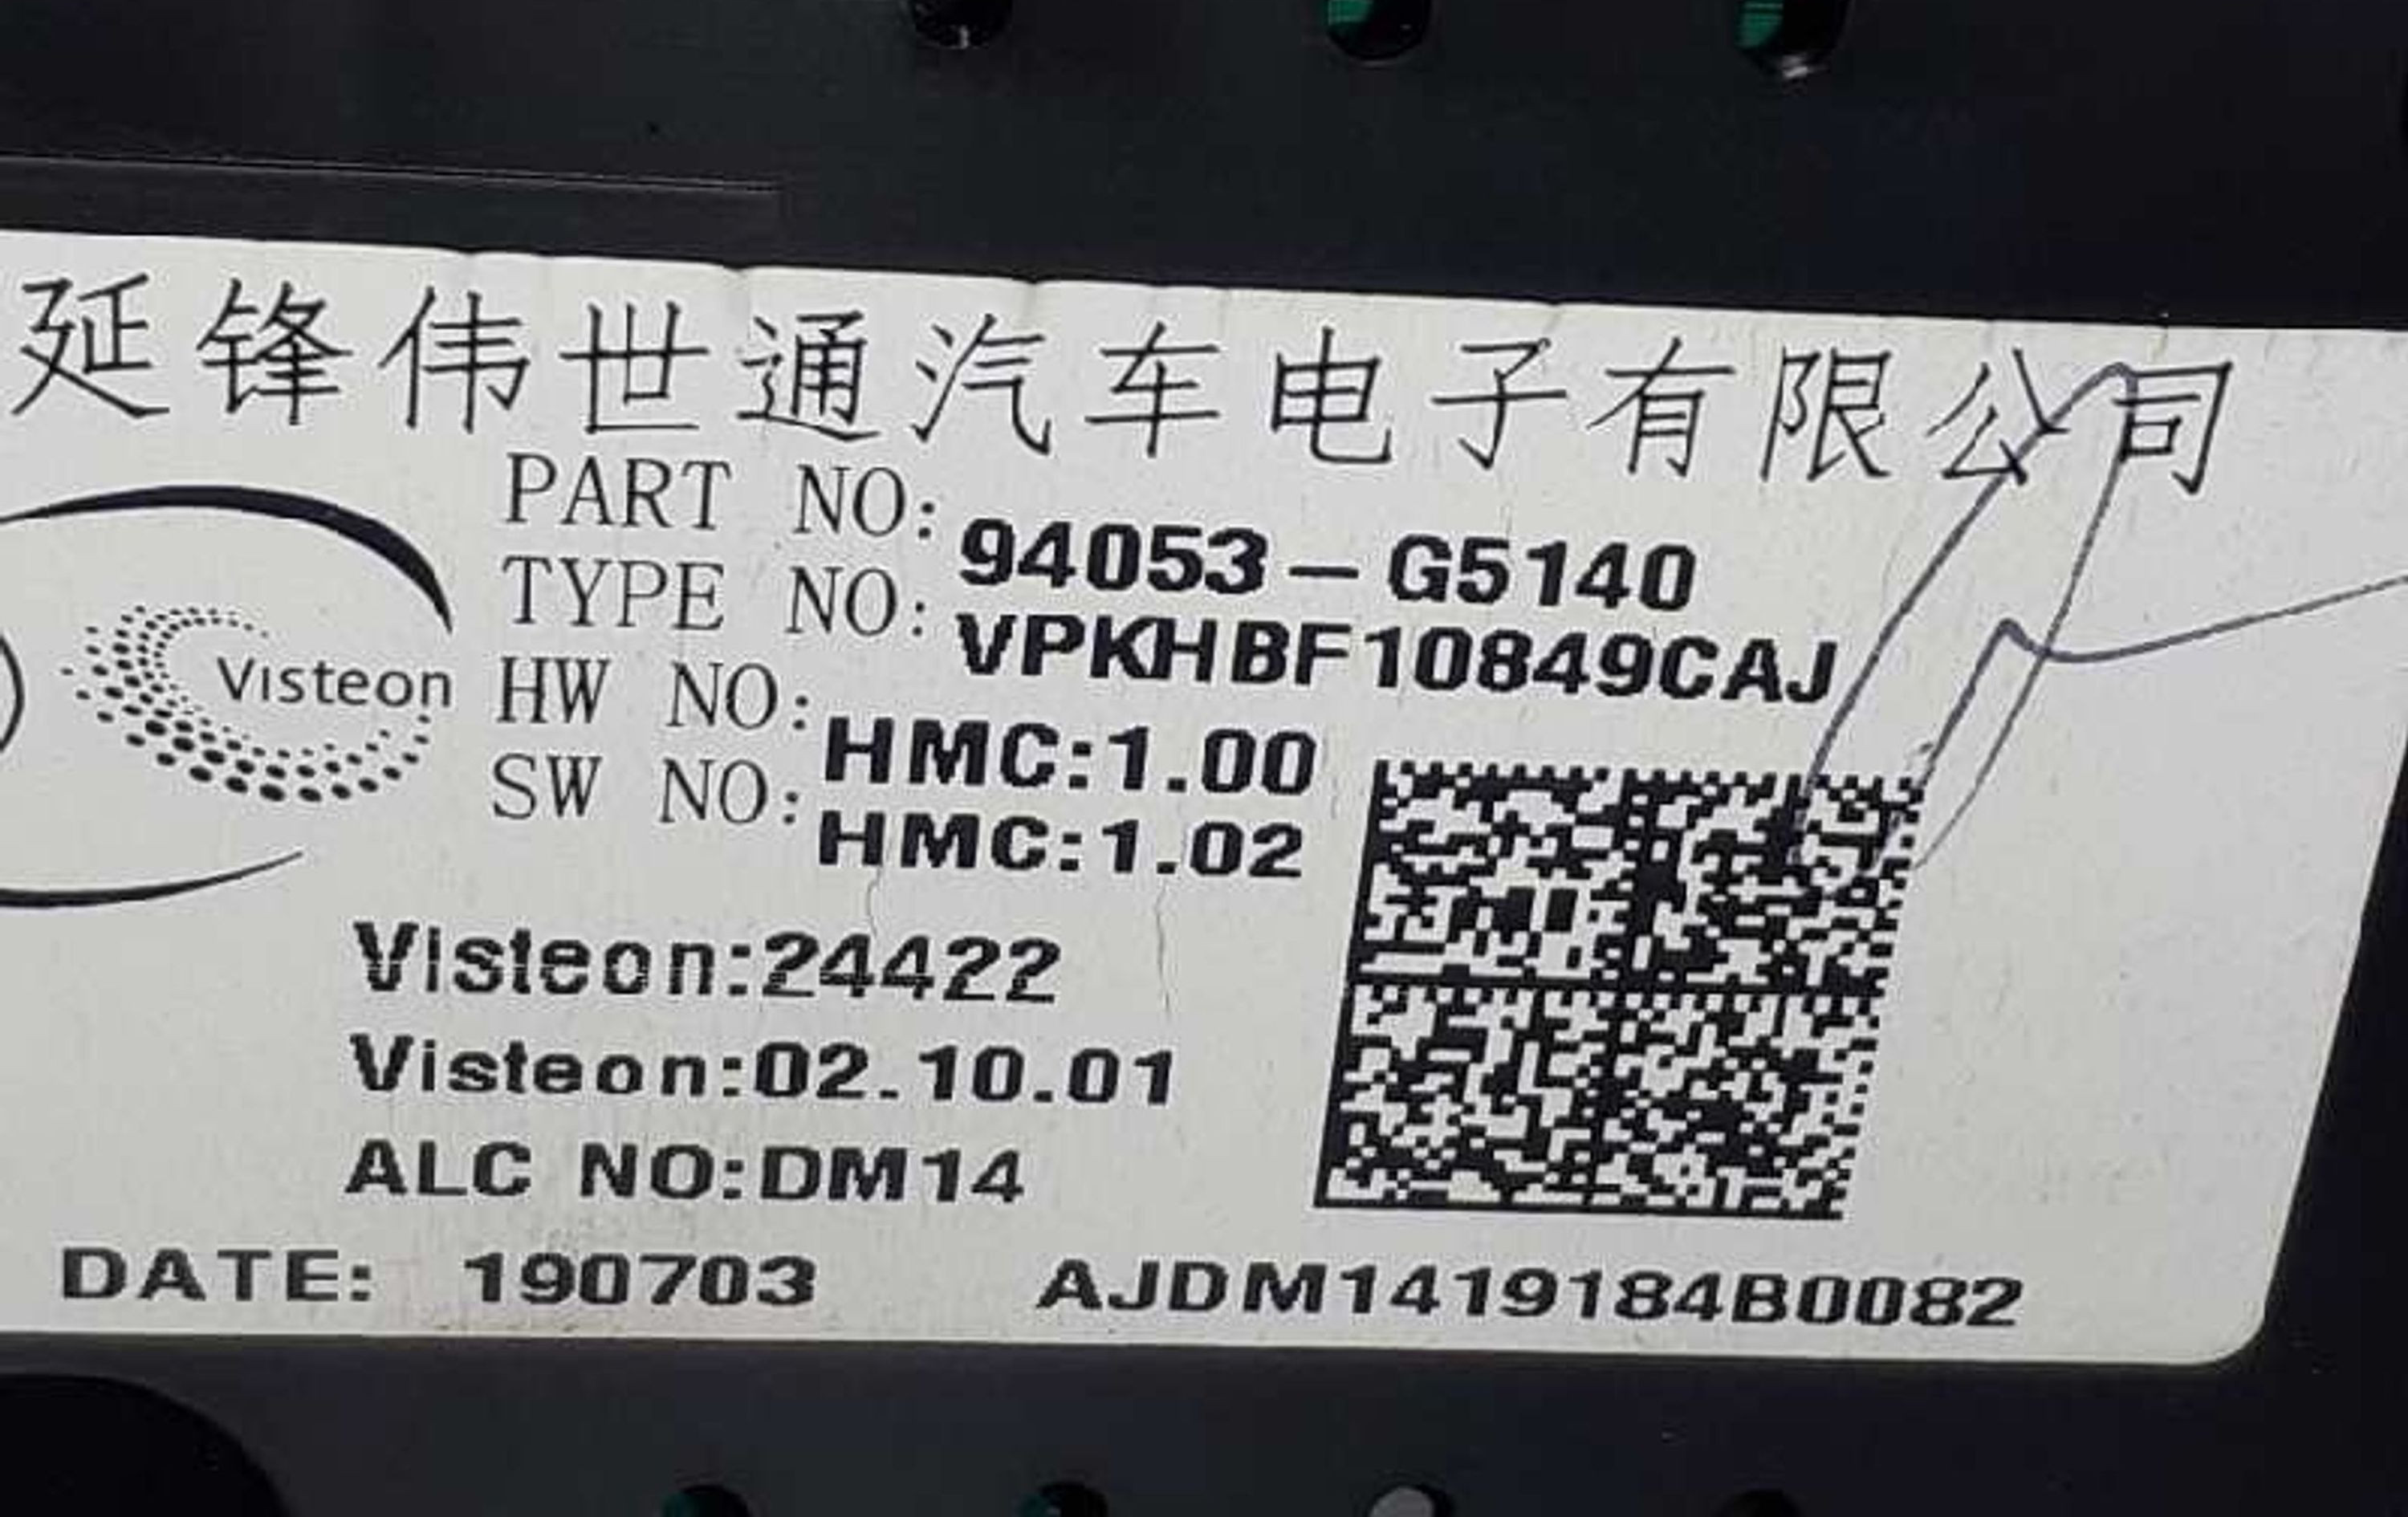 延锋伟世通汽车电子有限公司
Visteon
PART NO: 94053-G5140
TYPE NO: VPKHBF10849CAJ
HW NO: HMC:1.00
SW NO: HMC:1.02
Visteon:24422
Visteon:02.10.01
ALC NO:DM14
DATE: 190703 AJDM1419184B0082